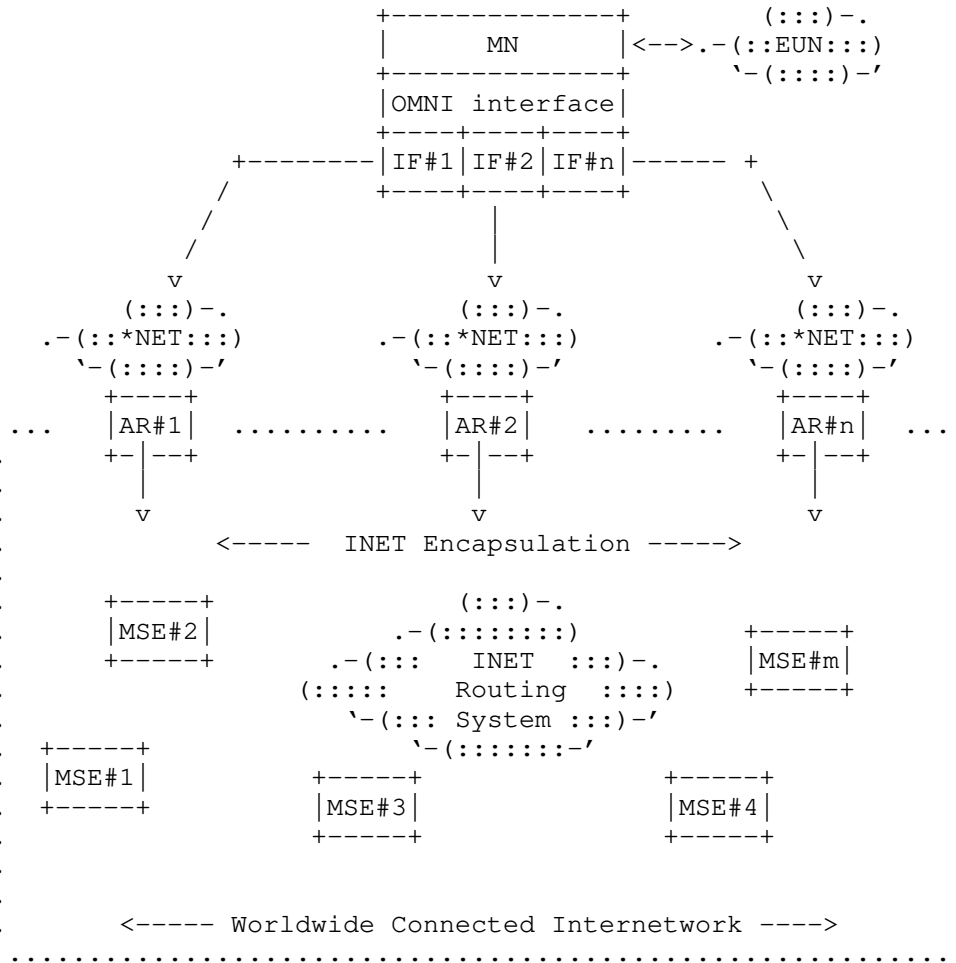 +--------------+        (:::)-.
|      MN      |<-->.-(::EUN:::)
+--------------+      `-(::::)-'
|OMNI interface|
+----+----+----+
+--------|IF#1|IF#2|IF#n|------ +
/         +----+----+----+        \
/                 |                 \
/                  |                  \
v                   v                   v
(:::)-.              (:::)-.              (:::)-.
.-(::*NET:::)        .-(::*NET:::)        .-(::*NET:::)
`-(::::)-'           `-(::::)-'           `-(::::)-'
+----+               +----+               +----+
...   |AR#1|  ..........   |AR#2|   .........   |AR#n|  ...
.      +-|--+               +-|--+               +-|--+
.        |                    |                    |
.        v                    v                    v
.             <-----  INET Encapsulation ----->
.
.      +-----+               (:::)-.
.      |MSE#2|           .-(::::::::)          +-----+
.      +-----+       .-(:::   INET  :::)-.     |MSE#m|
.                  (:::::    Routing  ::::)    +-----+
.                     `-(::: System :::)-'
.  +-----+                `-(:::::::-'
.  |MSE#1|          +-----+               +-----+
.  +-----+          |MSE#3|               |MSE#4|
.                   +-----+               +-----+
.
.
.       <----- Worldwide Connected Internetwork ---->
...........................................................